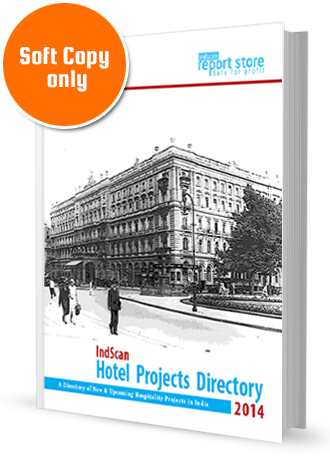 Soft Copy
only
indscan
report store
data for profit
IndScan
Hotel Projects Directory
2014
A Directory of New & Upcoming Hospitality Projects in India